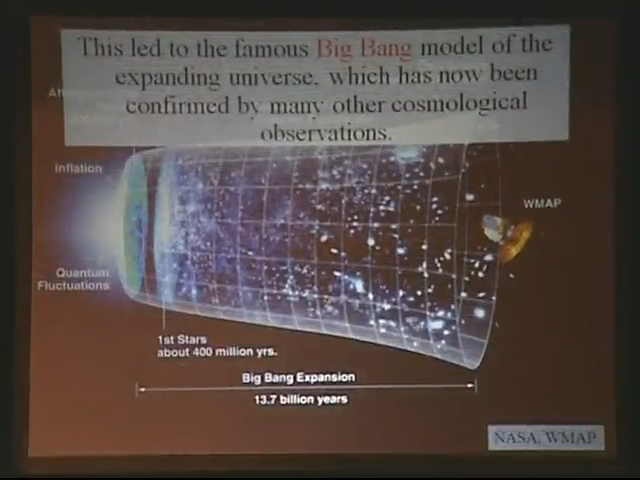 This led to the famous Big Bang model of the
expanding universe, which has now been
confirmed by many other cosmological
observations.
Inflation
WMAP
Quantum
Fluctuations
1st Stars
about 400 million yrs.
Big Bang Expansion
13.7 billion years
NASA, WMAP